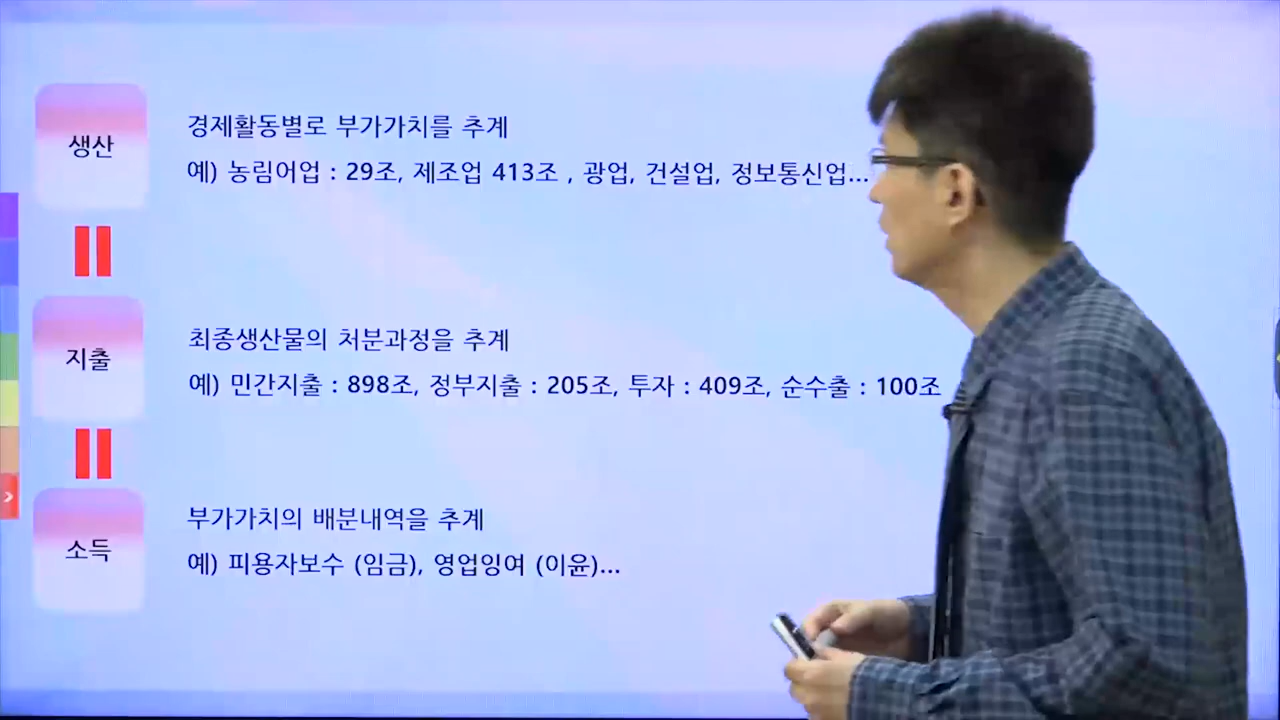 생산
경제활동별로 부가가치를 추계
예) 농림어업 : 29조, 제조업 413조 , 광업, 건설업, 정보통신업...
지출
최종생산물의 처분과정을 추계
예) 민간지출 : 898조, 정부지출 : 205조, 투자 : 409조, 순수출 : 100조
소득
부가가치의 배분내역을 추계
예) 피용자보수 (임금), 영업잉여 (이윤)...